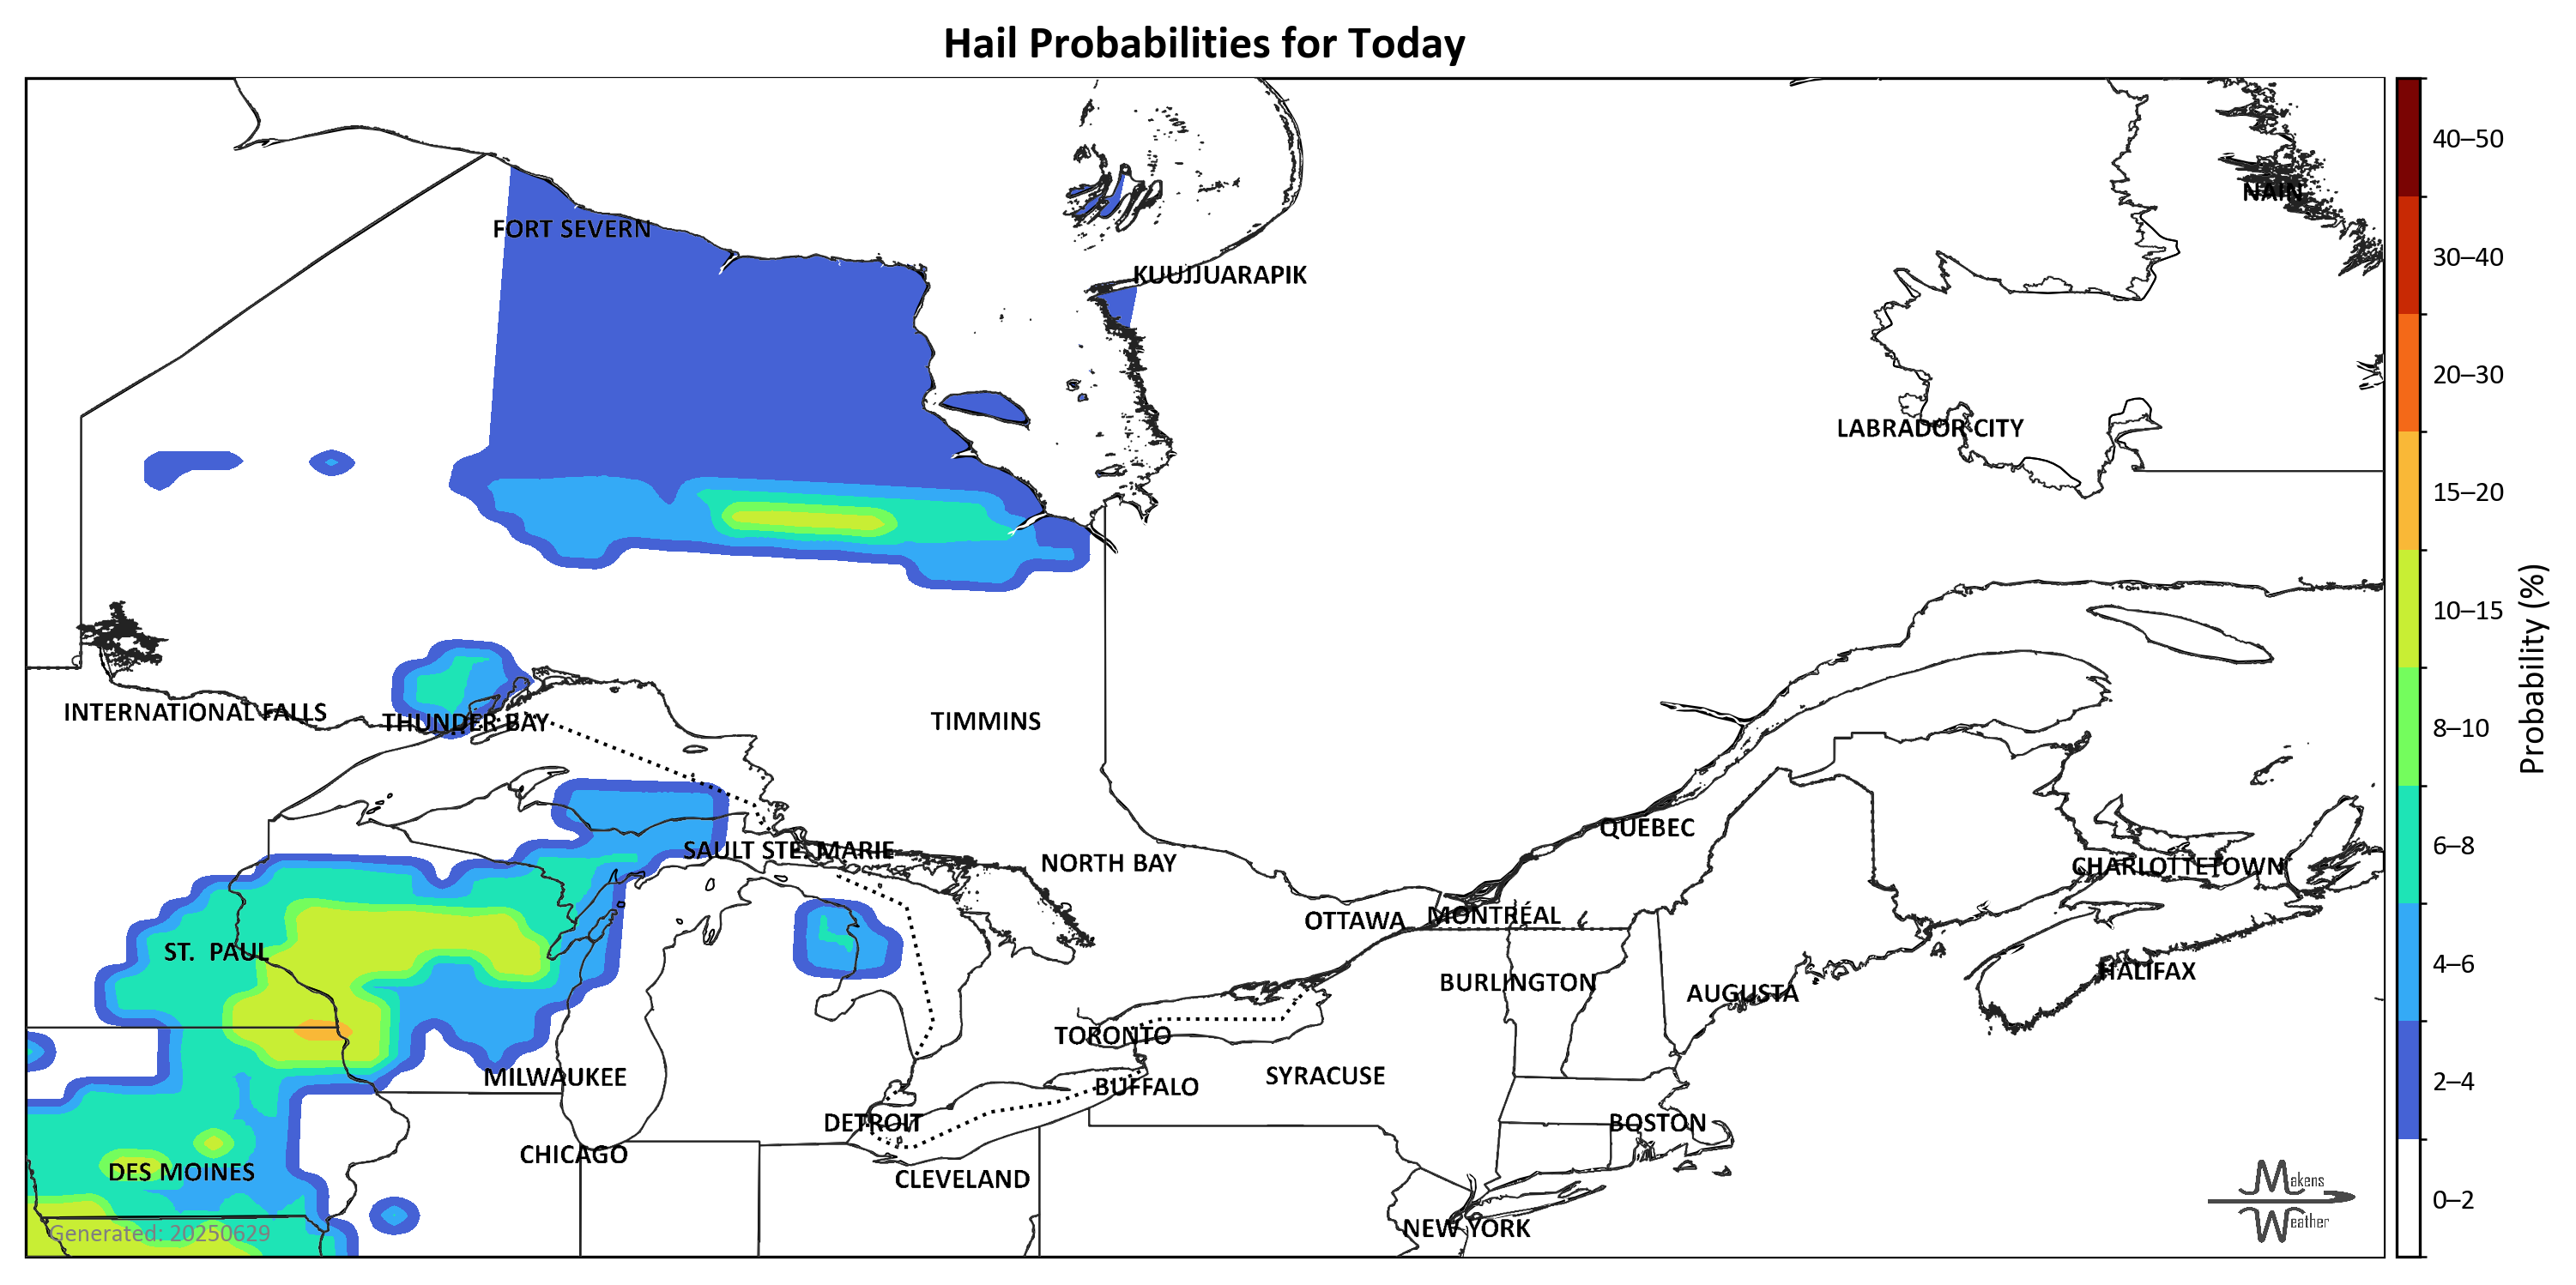 Hail Probabilities for Today
40–50
NAIN
FORT SEVERN
30–40
KUUJJUARAPIK
20–30
LABRADOR CITY
15–20
10–15
Probability (%)
INTERNATIONAL FALLS
THUNDER BAY
TIMMINS
8–10
QUEBEC
SAULT STE. MARIE
6–8
NORTH BAY
CHARLOTTETOWN
OTTAWA
MONTRÉAL
ST. PAUL
4–6
HALIFAX
BURLINGTON
AUGUSTA
TORONTO
MILWAUKEE
SYRACUSE
2–4
BUFFALO
DETROIT
BOSTON
CHICAGO
DES MOINES
CLEVELAND
Makens
Weather
0–2
NEW YORK
Generated: 20250629